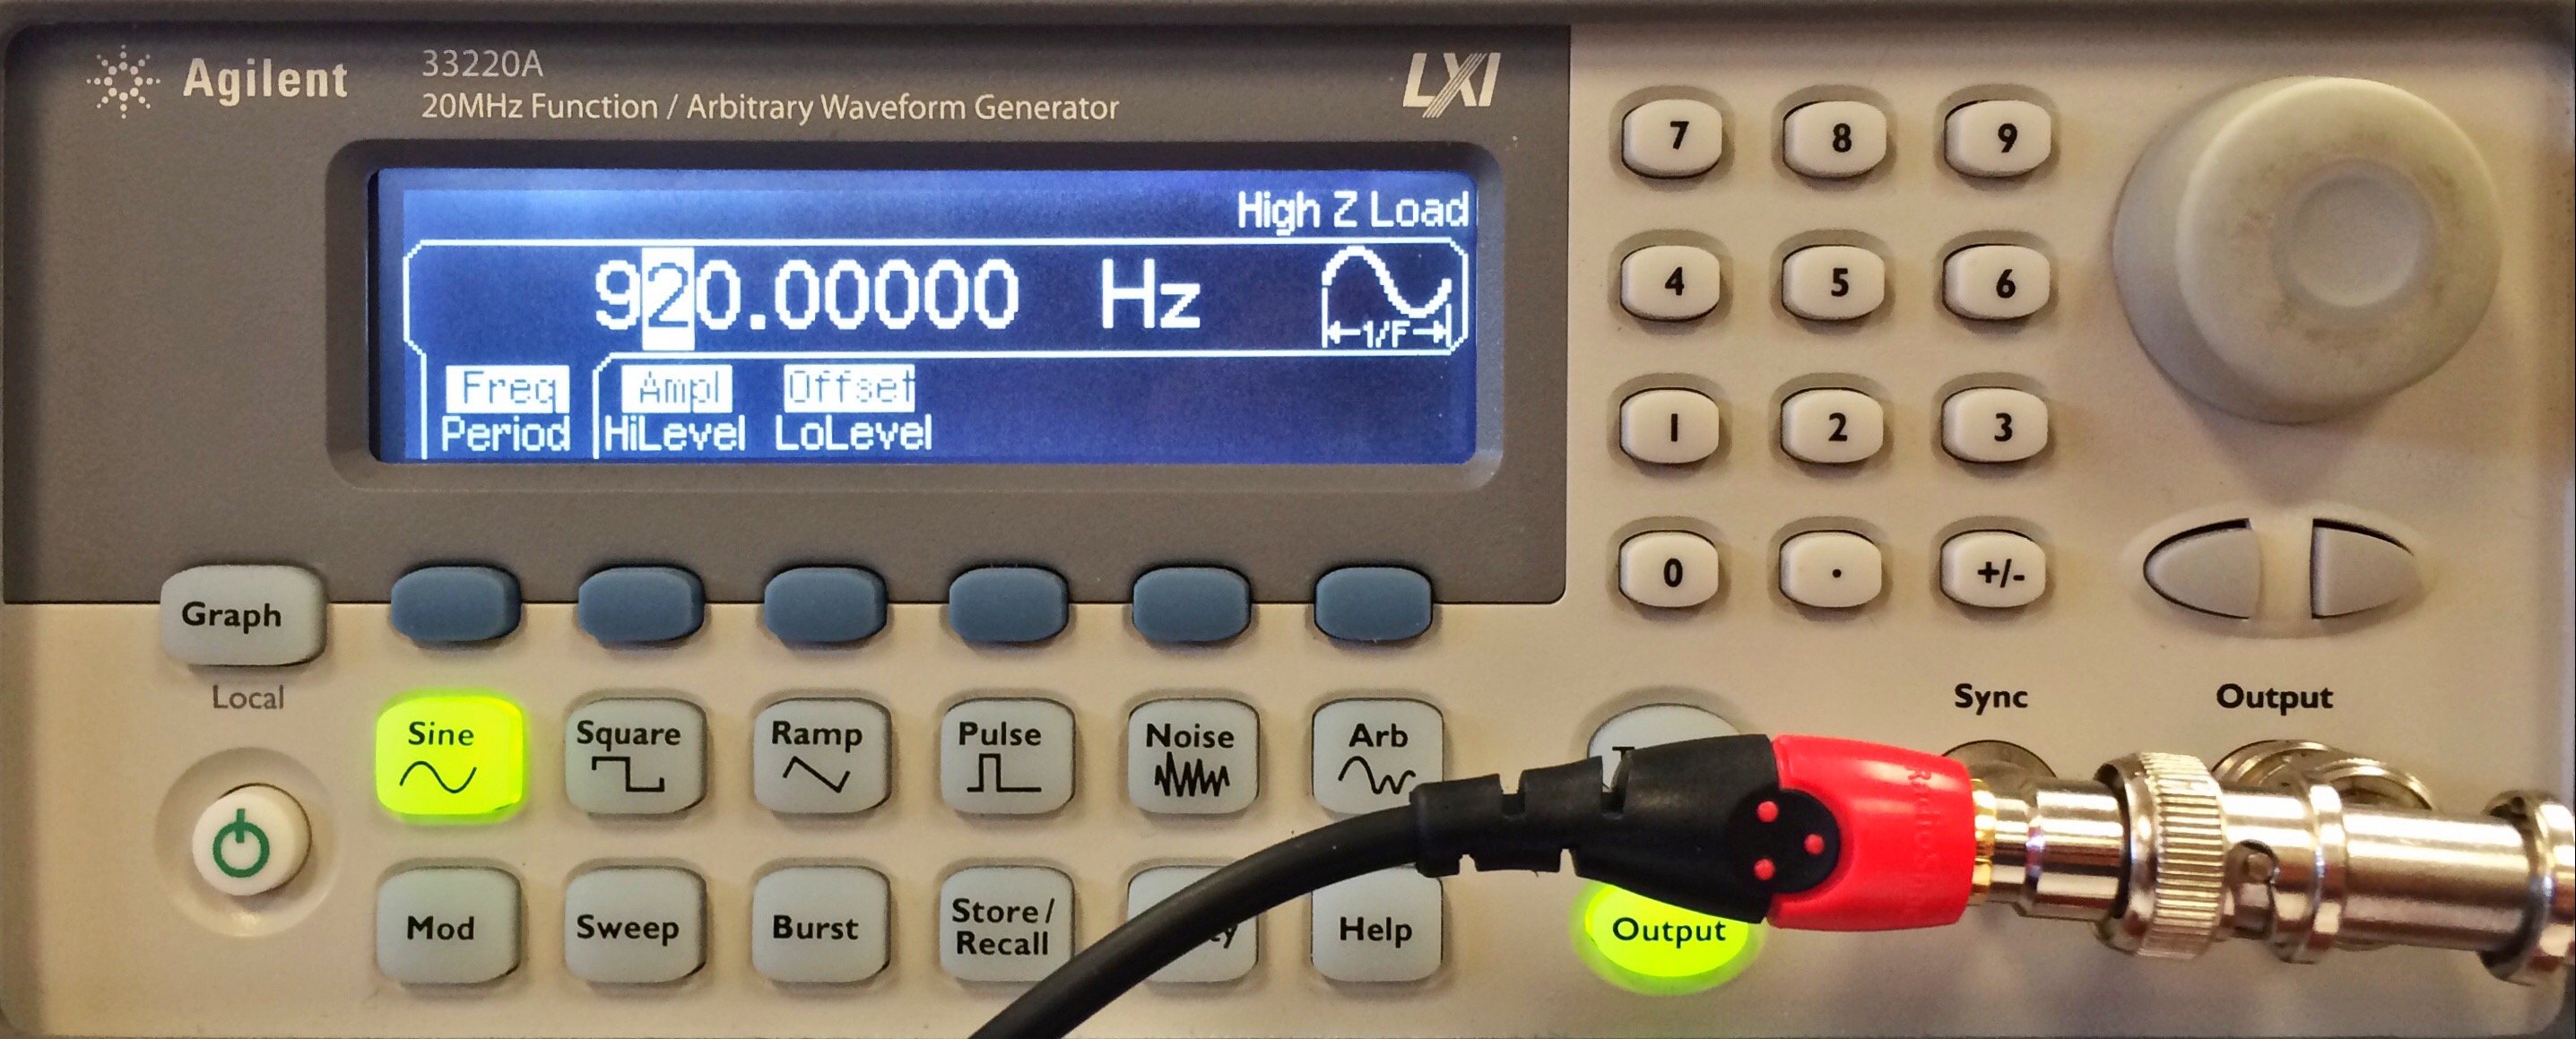 Agilent
33220A
20MHz Function / Arbitrary Waveform Generator
LXI
High Z Load
920.00000 Hz
1/F
Freq Ampl Offset
Period HiLevel LoLevel
7 8 9
4 5 6
1 2 3
0 . +/-
Graph
Local
Sync Output
Sine Square Ramp Pulse Noise Arb
Mod Sweep Burst Store/
Recall Help
Output